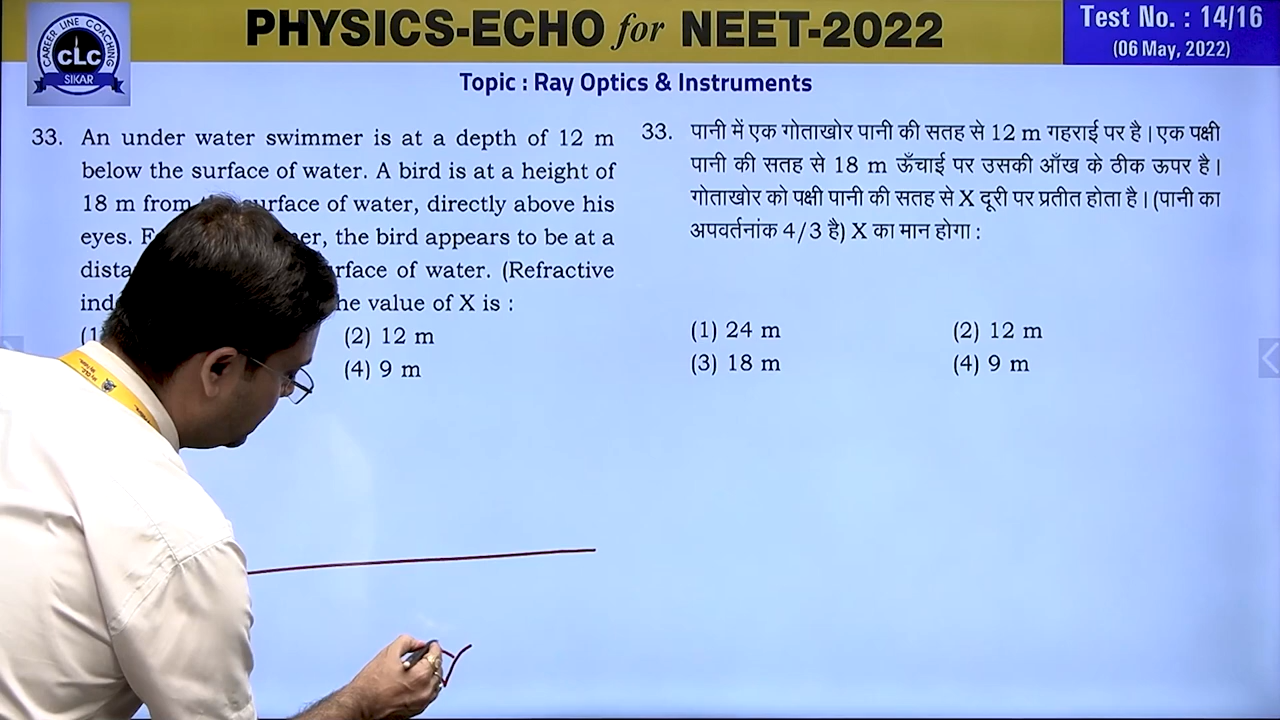 PHYSICS-ECHO for NEET-2022
Test No. : 14/16
(06 May, 2022)
CAREER LINE COACHING
CLC
SIKAR
Topic : Ray Optics & Instruments
33. An under water swimmer is at a depth of 12 m
below the surface of water. A bird is at a height of
18 m from surface of water, directly above his
eyes. the bird appears to be at a
surface of water. (Refractive
the value of X is :
(2) 12 m
(4) 9 m
33. पानी में एक गोताखोर पानी की सतह से 12 m गहराई पर है। एक पक्षी
पानी की सतह से 18 m ऊँचाई पर उसकी आँख के ठीक ऊपर है।
गोताखोर को पक्षी पानी की सतह से X दूरी पर प्रतीत होता है। (पानी का
अपवर्तनांक 4/3 है) X का मान होगा :
(1) 24 m (2) 12 m
(3) 18 m (4) 9 m